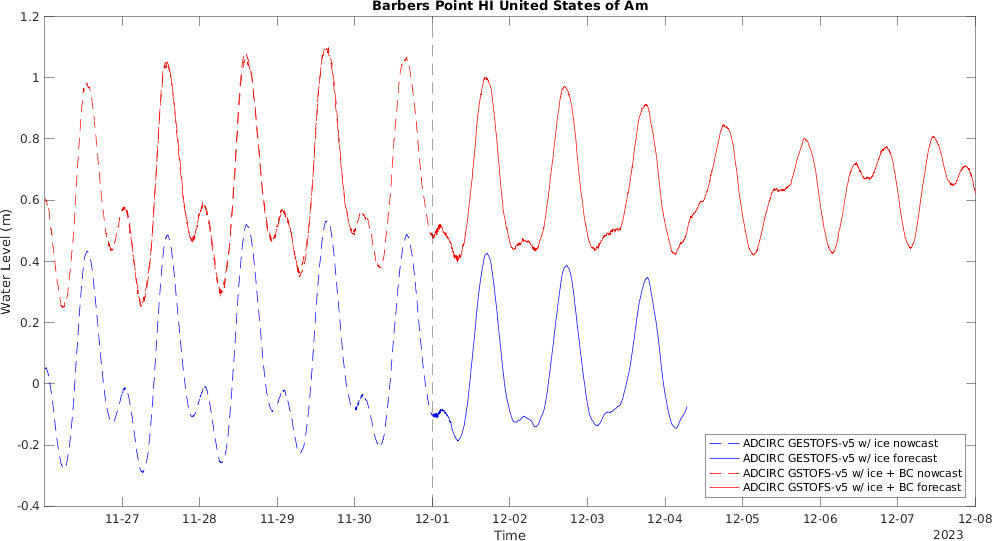 Barbers Point HI United States of Am
1.2
1
0.8
0.6
0.4
0.2
0
-0.2
-0.4
Water Level (m)
11-27 11-28 11-29 11-30 12-01 12-02 12-03 12-04 12-05 12-06 12-07 12-08
Time
2023
ADCIRC GESTOFS-v5 w/ ice nowcast
ADCIRC GESTOFS-v5 w/ ice forecast
ADCIRC GSTOFS-v5 w/ ice + BC nowcast
ADCIRC GSTOFS-v5 w/ ice + BC forecast